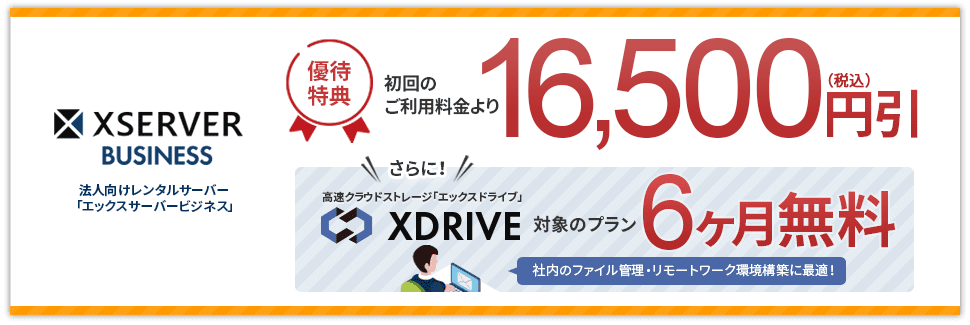 XSERVER
BUSINESS
法人向けレンタルサーバー
「エックスサーバービジネス」
優待
特典
初回の
ご利用料金より
16,500円引
(税込)
さらに!
高速クラウドストレージ「エックスドライブ」
XDRIVE
対象のプラン
6ヶ月無料
社内のファイル管理・リモートワーク環境構築に最適!